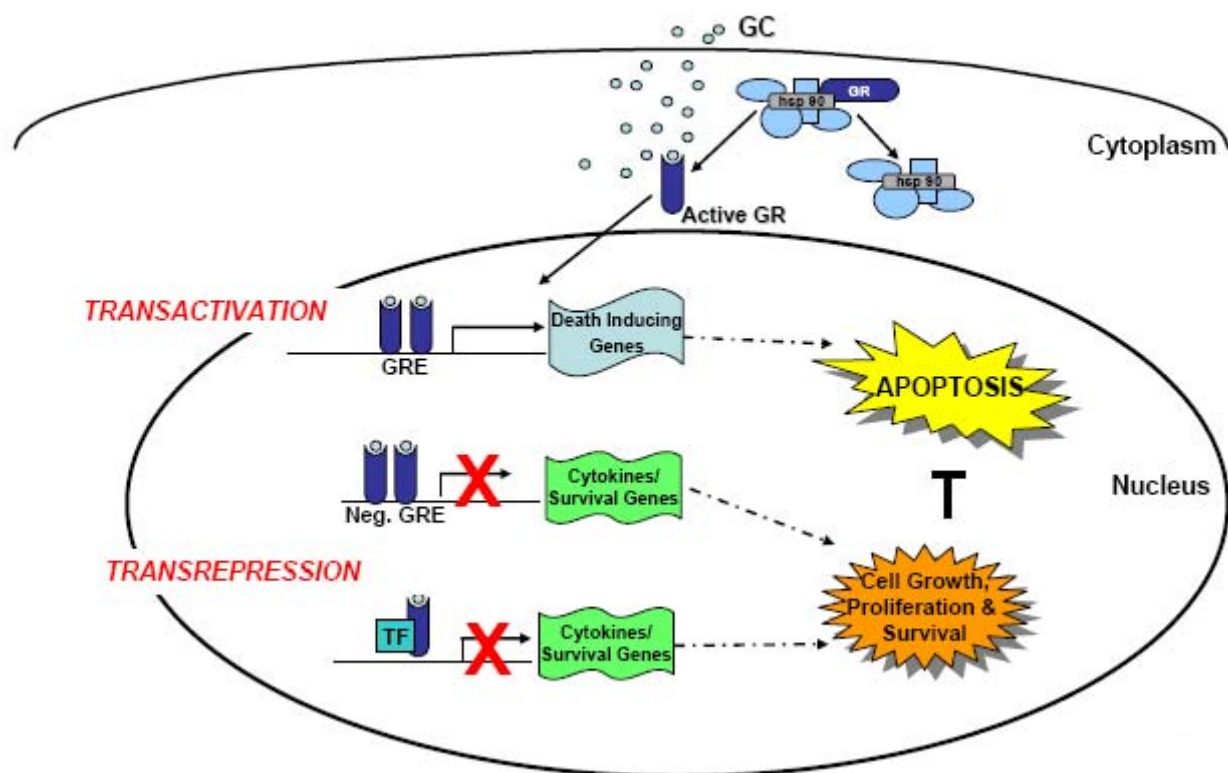 GC
GR
hsp 90
Cytoplasm
hsp 90
Active GR
TRANSACTIVATION
Death Inducing
Genes
GRE
APOPTOSIS
Cytokines/
Survival Genes
Neg. GRE
X
Nucleus
TRANSREPRESSION
Cell Growth,
Proliferation &
Survival
TF
X
Cytokines/
Survival Genes